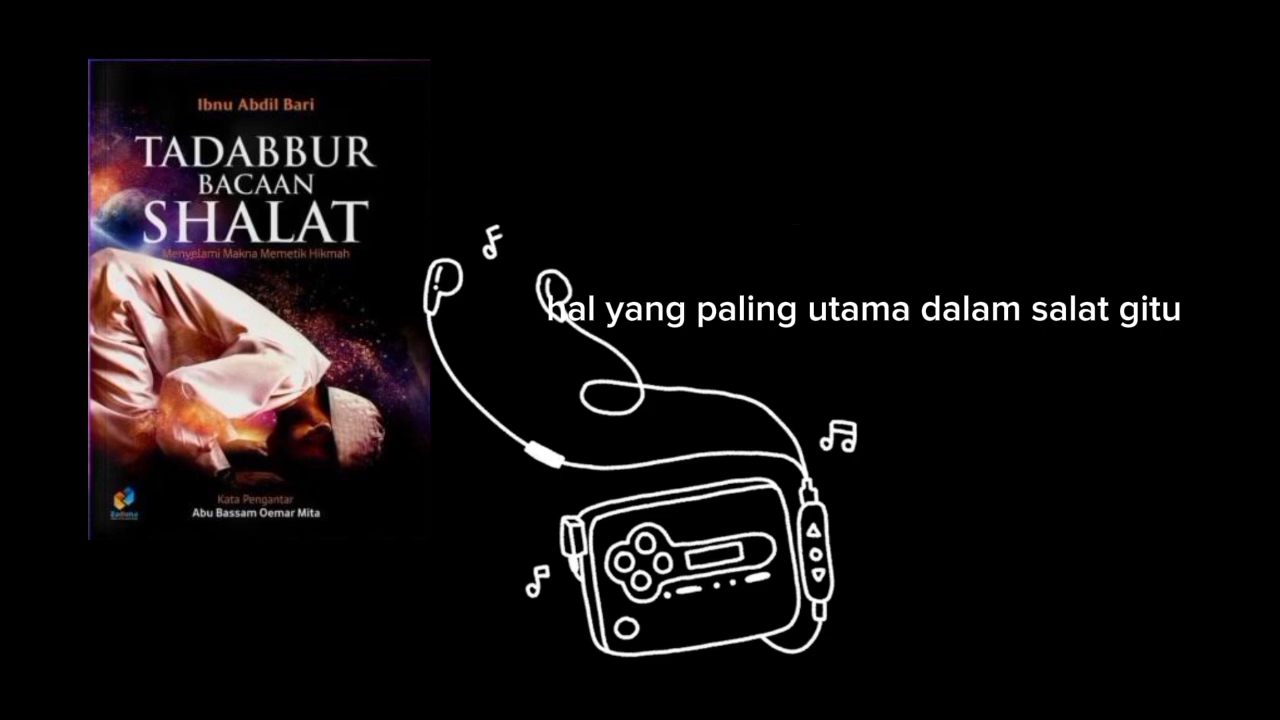 Ibnu Abdil Bari
TADABBUR
BACAAN
SHALAT
Menyelami Makna Memetik Hikmah
hal yang paling utama dalam salat gitu
Kata Pengantar
Abu Bassam Oemar Mita